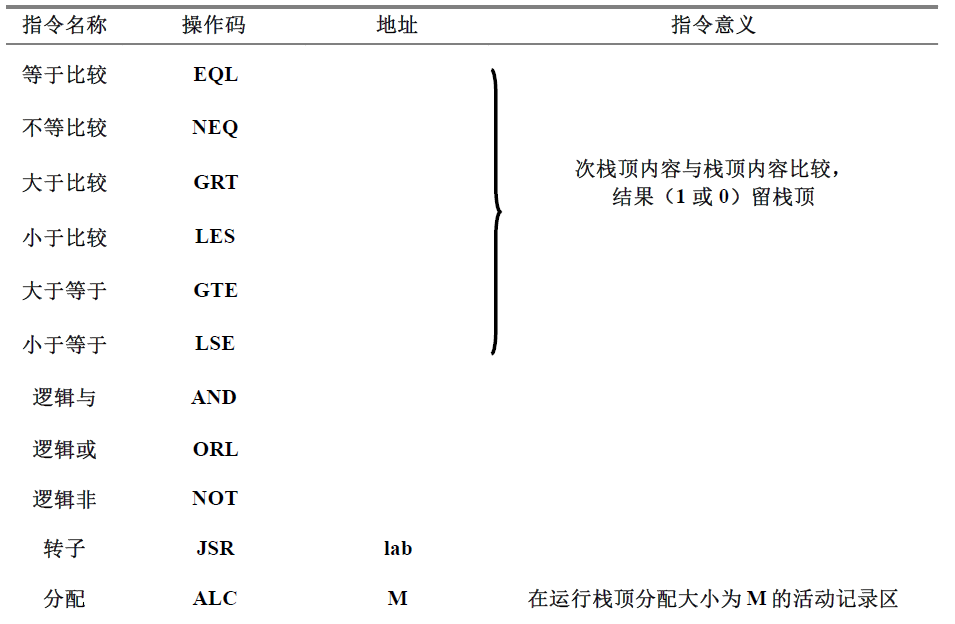 指令名称 操作码 地址 指令意义
等于比较 EQL
不等比较 NEQ
大于比较 GRT
次栈顶内容与栈顶内容比较，
结果（1 或 0）留栈顶
小于比较 LES
大于等于 GTE
小于等于 LSE
逻辑与 AND
逻辑或 ORL
逻辑非 NOT
转子 JSR lab
分配 ALC M 在运行栈顶分配大小为 M 的活动记录区